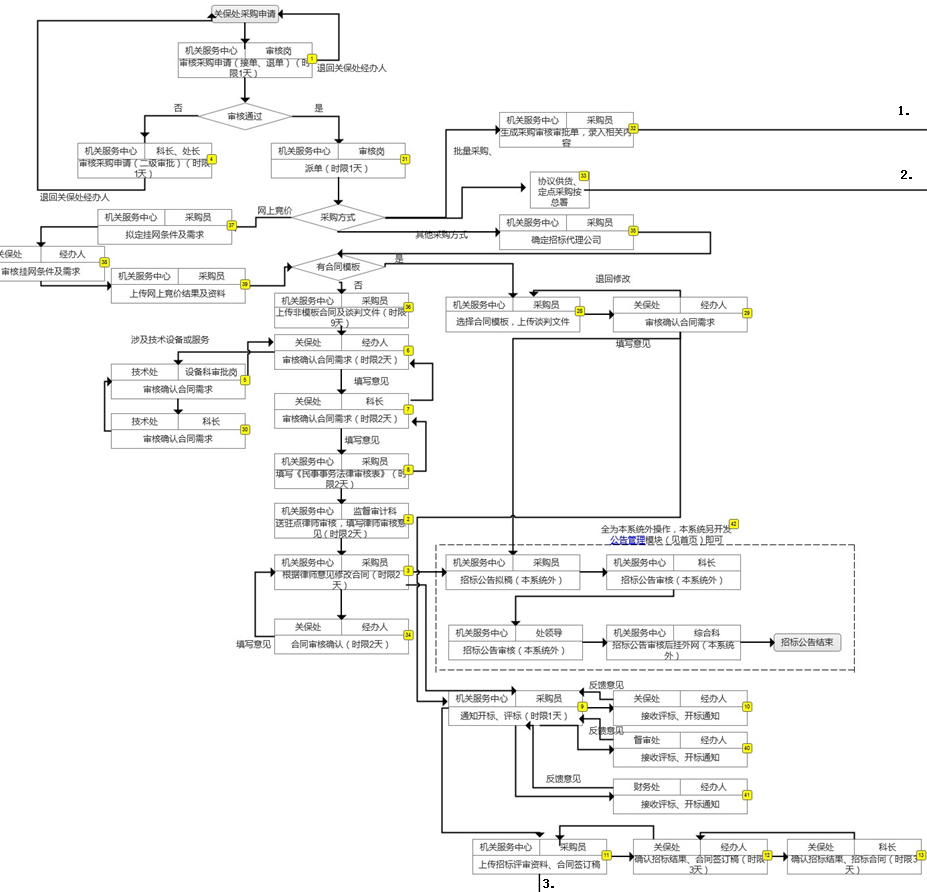 关保处采购申请
机关服务中心 审核岗
1
审核采购申请（接单、退单）（时
限1天）
退回关保处经办人
否
审核通过
是
1.
机关服务中心 采购员
32
生成采购审核审批单，录入相关内
容
批量采购、
机关服务中心 科长、处长
4
审核采购申请（二级审批）（时限
1天）
机关服务中心 审核岗
31
派单（时限1天）
退回关保处经办人
2.
33
协议供货、
定点采购按
总署
网上竞价
采购方式
其他采购方式
机关服务中心 采购员
37
拟定挂网条件及需求
机关服务中心 采购员
确定招标代理公司
关保处 经办人
审核挂网条件及需求
机关服务中心 采购员
39
上传网上竞价结果及资料
有合同模板
是
否
退回修改
机关服务中心 采购员
上传非模板合同及谈判文件（时限
9天）
机关服务中心 采购员
选择合同模板，上传谈判文件
关保处 经办人
29
审核确认合同需求
填写意见
涉及技术设备或服务
关保处 经办人
6
审核确认合同需求（时限2天）
技术处 设备科审批岗
5
审核确认合同需求
填写意见
关保处 科长
7
审核确认合同需求（时限2天）
技术处 科长
30
审核确认合同需求
填写意见
机关服务中心 采购员
8
填写《民事事务法律审核表》（时
限2天）
机关服务中心 监督审计科
2
送驻点律师审核，填写律师审核意
见（时限2天）
42
全为本系统外操作，本系统另开发
公告管理模块（见首页）即可
机关服务中心 采购员
3
根据律师意见修改合同（时限2
天）
机关服务中心 采购员
招标公告拟稿（本系统外）
机关服务中心 科长
招标公告审核（本系统外）
关保处 经办人
34
合同审核确认（时限2天）
填写意见
机关服务中心 处领导
招标公告审核（本系统外）
机关服务中心 综合科
招标公告审核后挂外网（本系统
外）
招标公告结束
反馈意见
机关服务中心 采购员
9
通知开标、评标（时限1天）
关保处 经办人
10
接收评标、开标通知
反馈意见
督审处 经办人
40
接收评标、开标通知
反馈意见
财务处 经办人
41
接收评标、开标通知
机关服务中心 采购员
11
上传招标评审资料、合同签订稿
关保处 经办人
12
确认招标结果、合同签订稿（时限
3天）
关保处 科长
13
确认招标结果、招标合同（时限3
天）
3.